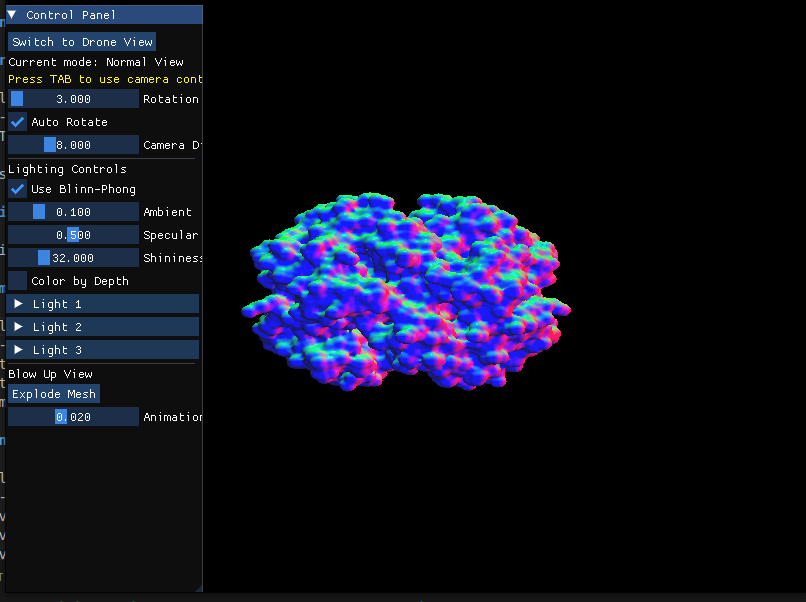 Control Panel
Switch to Drone View
Current mode: Normal View
Press TAB to use camera cont
3.000 Rotation
Auto Rotate
8.000 Camera D
Lighting Controls
Use Blinn-Phong
0.100 Ambient
0.500 Specular
32.000 Shininess
Color by Depth
Light 1
Light 2
Light 3
Blow Up View
Explode Mesh
0.020 Animation